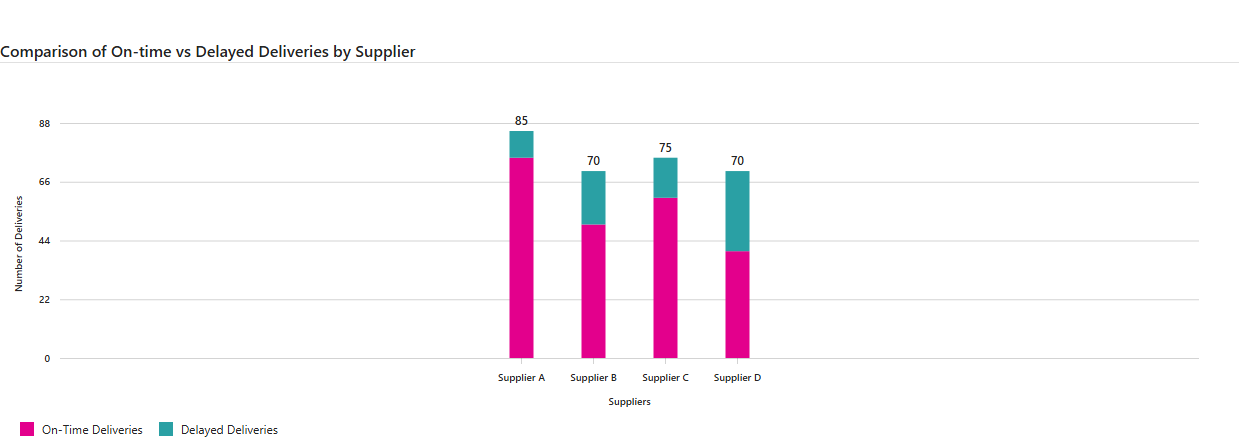 Comparison of On-time vs Delayed Deliveries by Supplier
Number of Deliveries
88
66
44
22
0
85
70
75
70
Supplier A
Supplier B
Supplier C
Supplier D
Suppliers
On-Time Deliveries
Delayed Deliveries